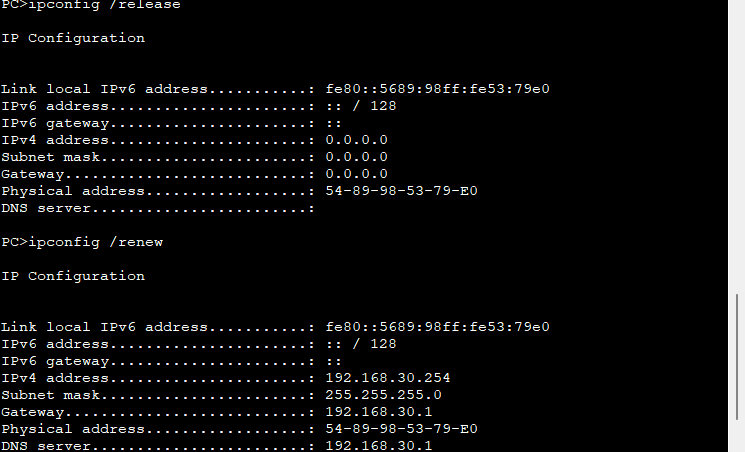 PC>ipconfig /release
IP Configuration
Link local IPv6 address...........: fe80::5689:98ff:fe53:79e0
IPv6 address......................: :: / 128
IPv6 gateway......................: ::
IPv4 address......................: 0.0.0.0
Subnet mask.......................: 0.0.0.0
Gateway...........................: 0.0.0.0
Physical address..................: 54-89-98-53-79-E0
DNS server........................:
PC>ipconfig /renew
IP Configuration
Link local IPv6 address...........: fe80::5689:98ff:fe53:79e0
IPv6 address......................: :: / 128
IPv6 gateway......................: ::
IPv4 address......................: 192.168.30.254
Subnet mask.......................: 255.255.255.0
Gateway...........................: 192.168.30.1
Physical address..................: 54-89-98-53-79-E0
DNS server........................: 192.168.30.1